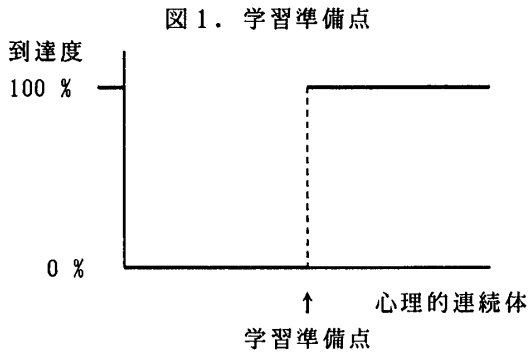 図1. 学習準備点
到達度
100 %
0 %
↑ 心理的連続体
学習準備点